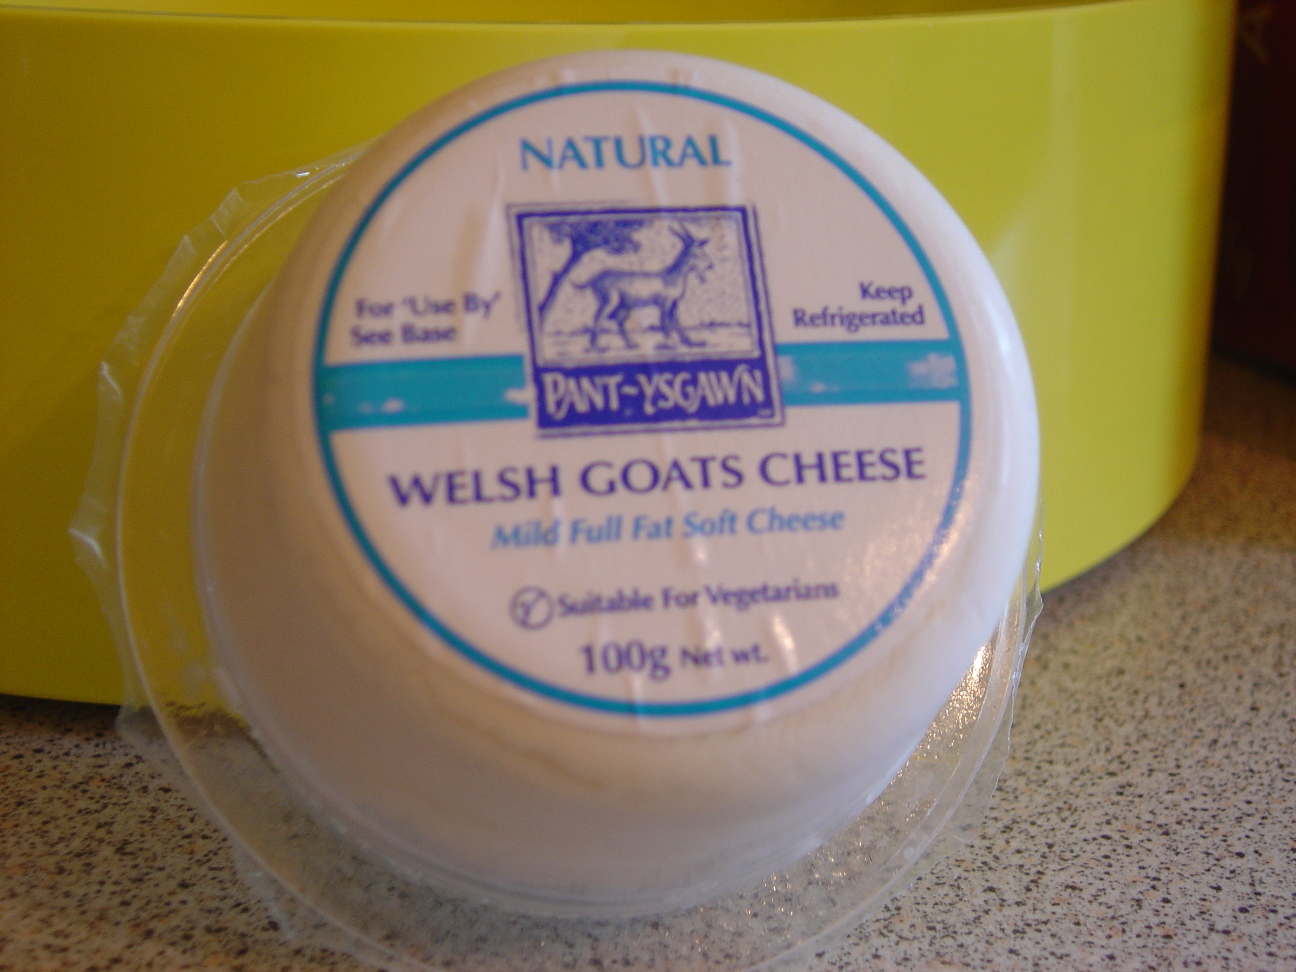 NATURAL
For 'Use By'
See Base
Keep
Refrigerated
PANT~YSGAWN
WELSH GOATS CHEESE
Mild Full Fat Soft Cheese
Suitable For Vegetarians
100g Net wt.